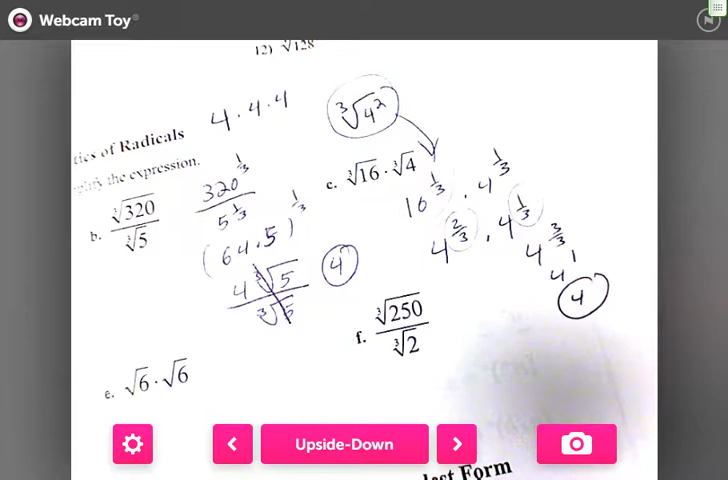 Webcam Toy
12) ∛128
4 · 4 · 4
∛4²
ties of Radicals
plify the expression.
b. ∛320 / ∛5
320^(1/3) / 5^(1/3)
(64.5)^(1/3)
4∛5 / ∛5
4
c. ∛16 · ∛4
16^(1/3) · 4^(1/3)
4^(2/3) · 4^(1/3)
4^(3/3)
4^1
4
e. √6 · √6
f. ∛250 / ∛2
Upside-Down
Form